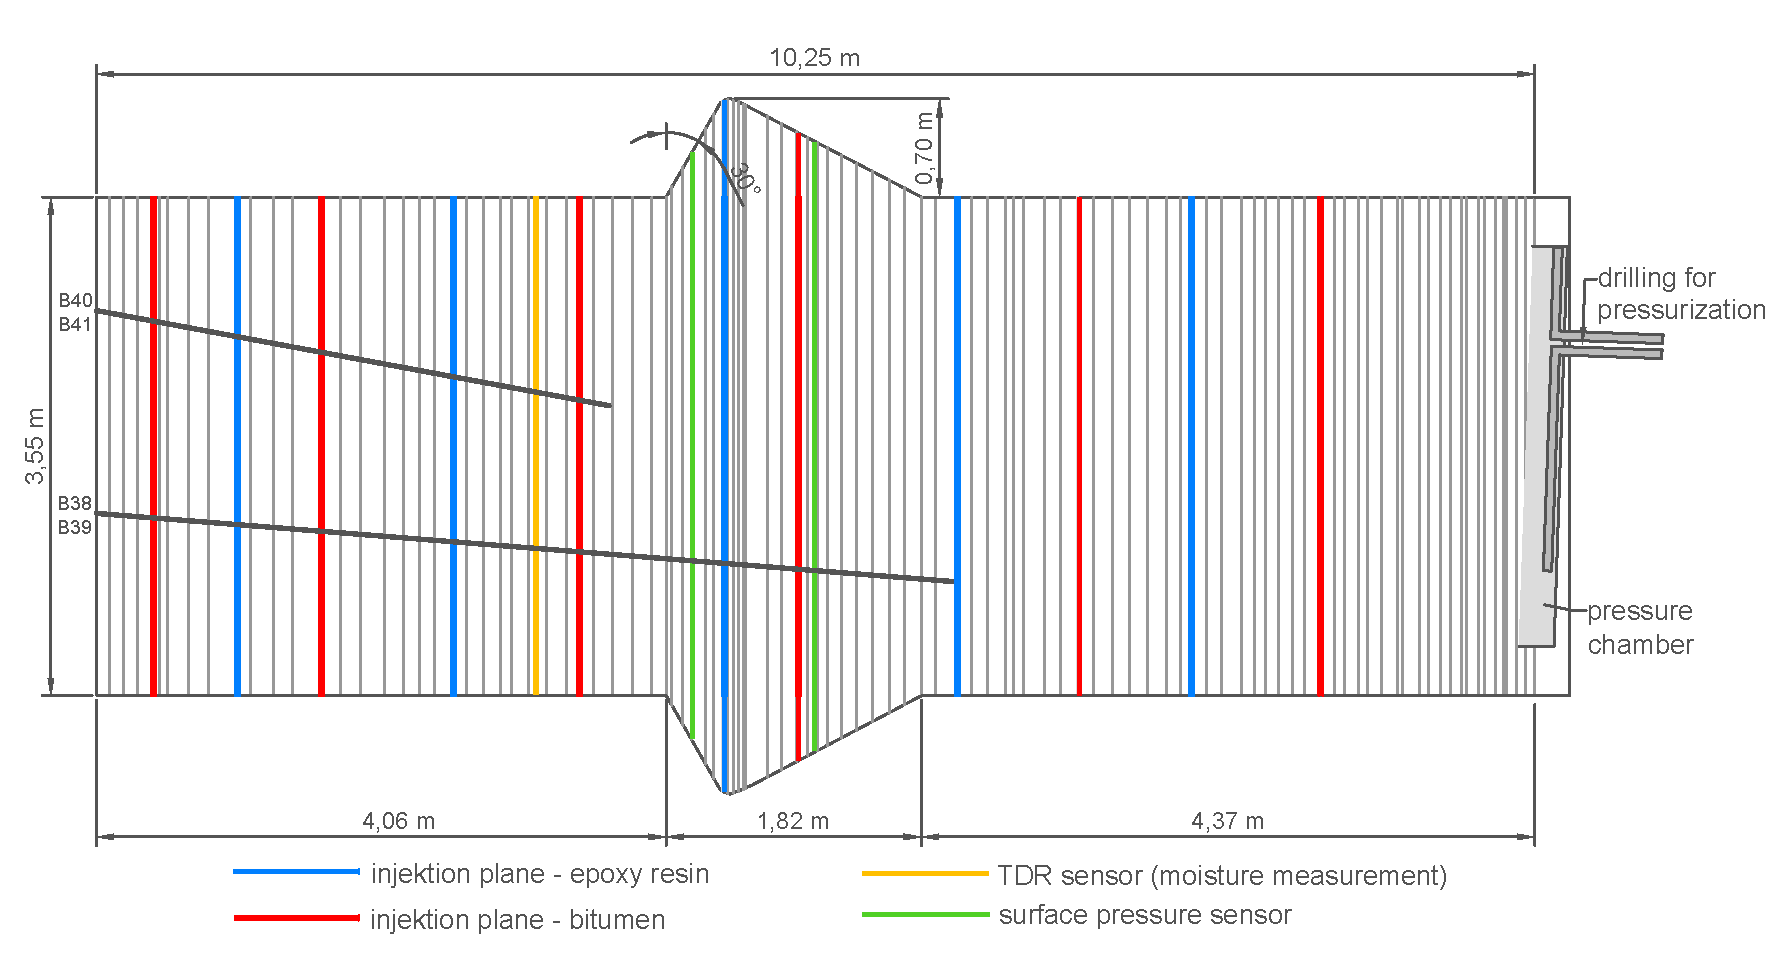 10,25 m
0,70 m
30°
drilling for
pressurization
B40
B41
3,55 m
B38
B39
pressure
chamber
4,06 m
1,82 m
4,37 m
injektion plane - epoxy resin
TDR sensor (moisture measurement)
injektion plane - bitumen
surface pressure sensor